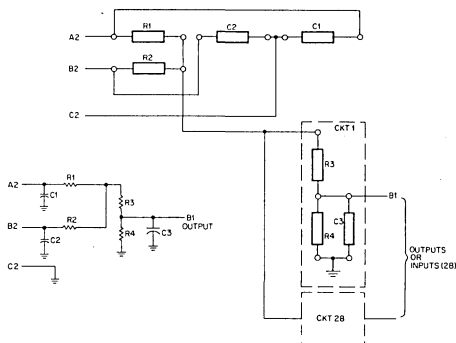 R1
C2
C1
A2
R2
B2
C2
CKT 1
R3
B1
R4
C3
OUTPUTS
OR
INPUTS (28)
CKT 28
A2
R1
C1
R3
B2
R2
R4
C3
B1
OUTPUT
C2
C2